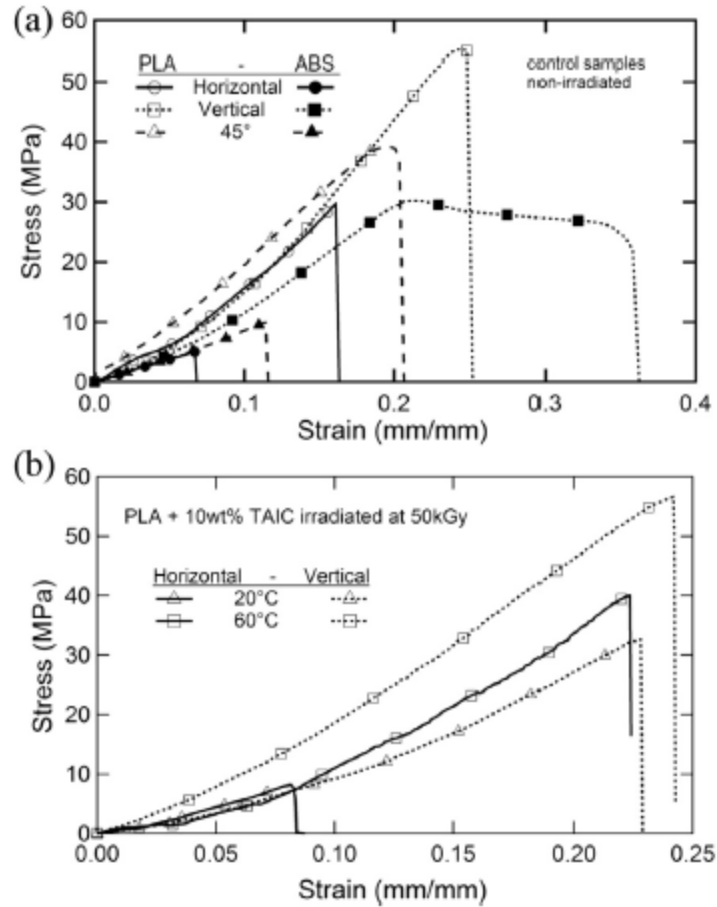 (a)
60
50
40
30
20
10
0
Stress (MPa)
PLA - ABS
Horizontal
Vertical
45°
control samples
non-irradiated
0.0 0.1 0.2 0.3 0.4
Strain (mm/mm)
(b)
60
50
40
30
20
10
0
Stress (MPa)
PLA + 10wt% TAIC irradiated at 50kGy
Horizontal - Vertical
20°C
60°C
0.00 0.05 0.10 0.15 0.20 0.25
Strain (mm/mm)